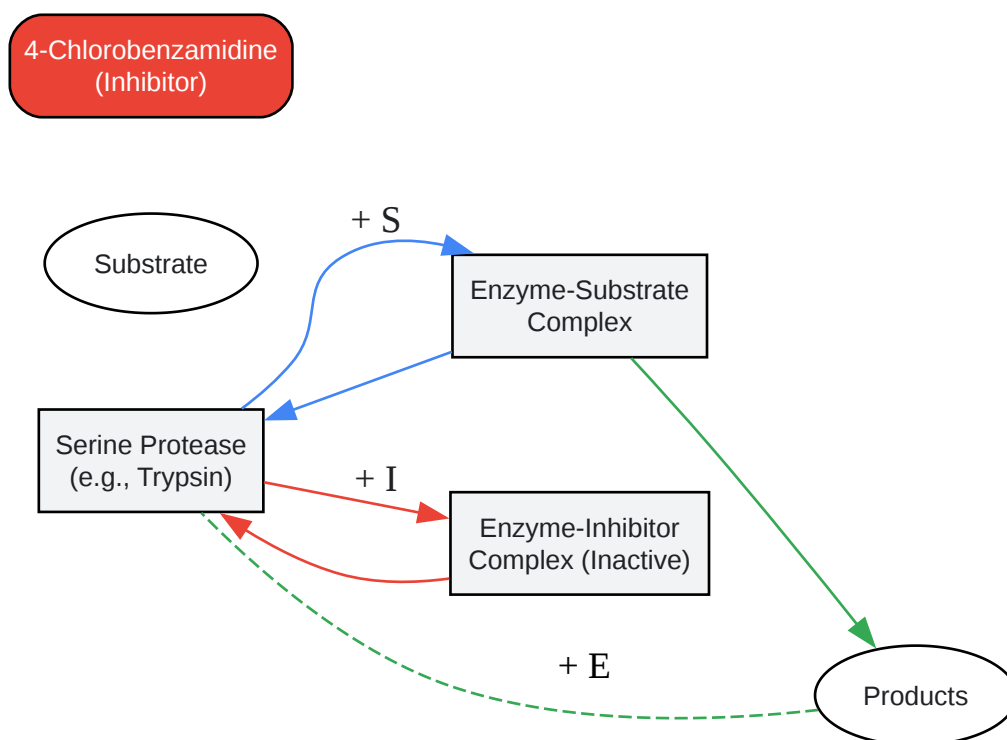 4-Chlorobenzamidine
(Inhibitor)
+ S
Substrate
Enzyme-Substrate
Complex
Serine Protease
(e.g., Trypsin)
+ I
Enzyme-Inhibitor
Complex (Inactive)
+ E
Products